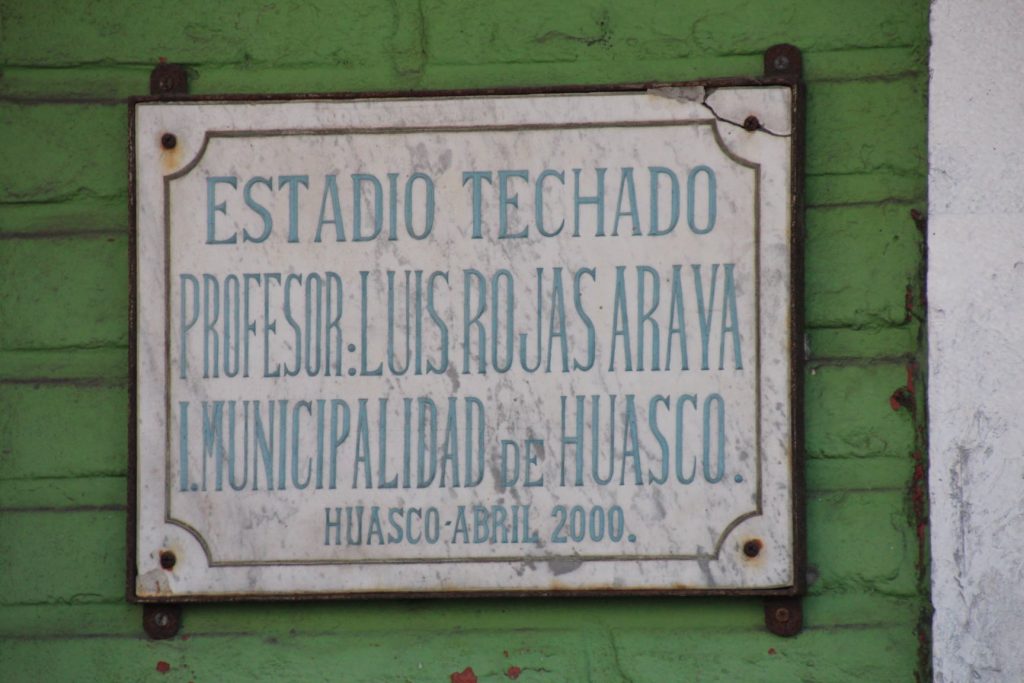 ESTADIO TECHADO
PROFESOR: LUIS ROJAS ARAYA
I. MUNICIPALIDAD DE HUASCO.
HUASCO-ABRIL 2000.